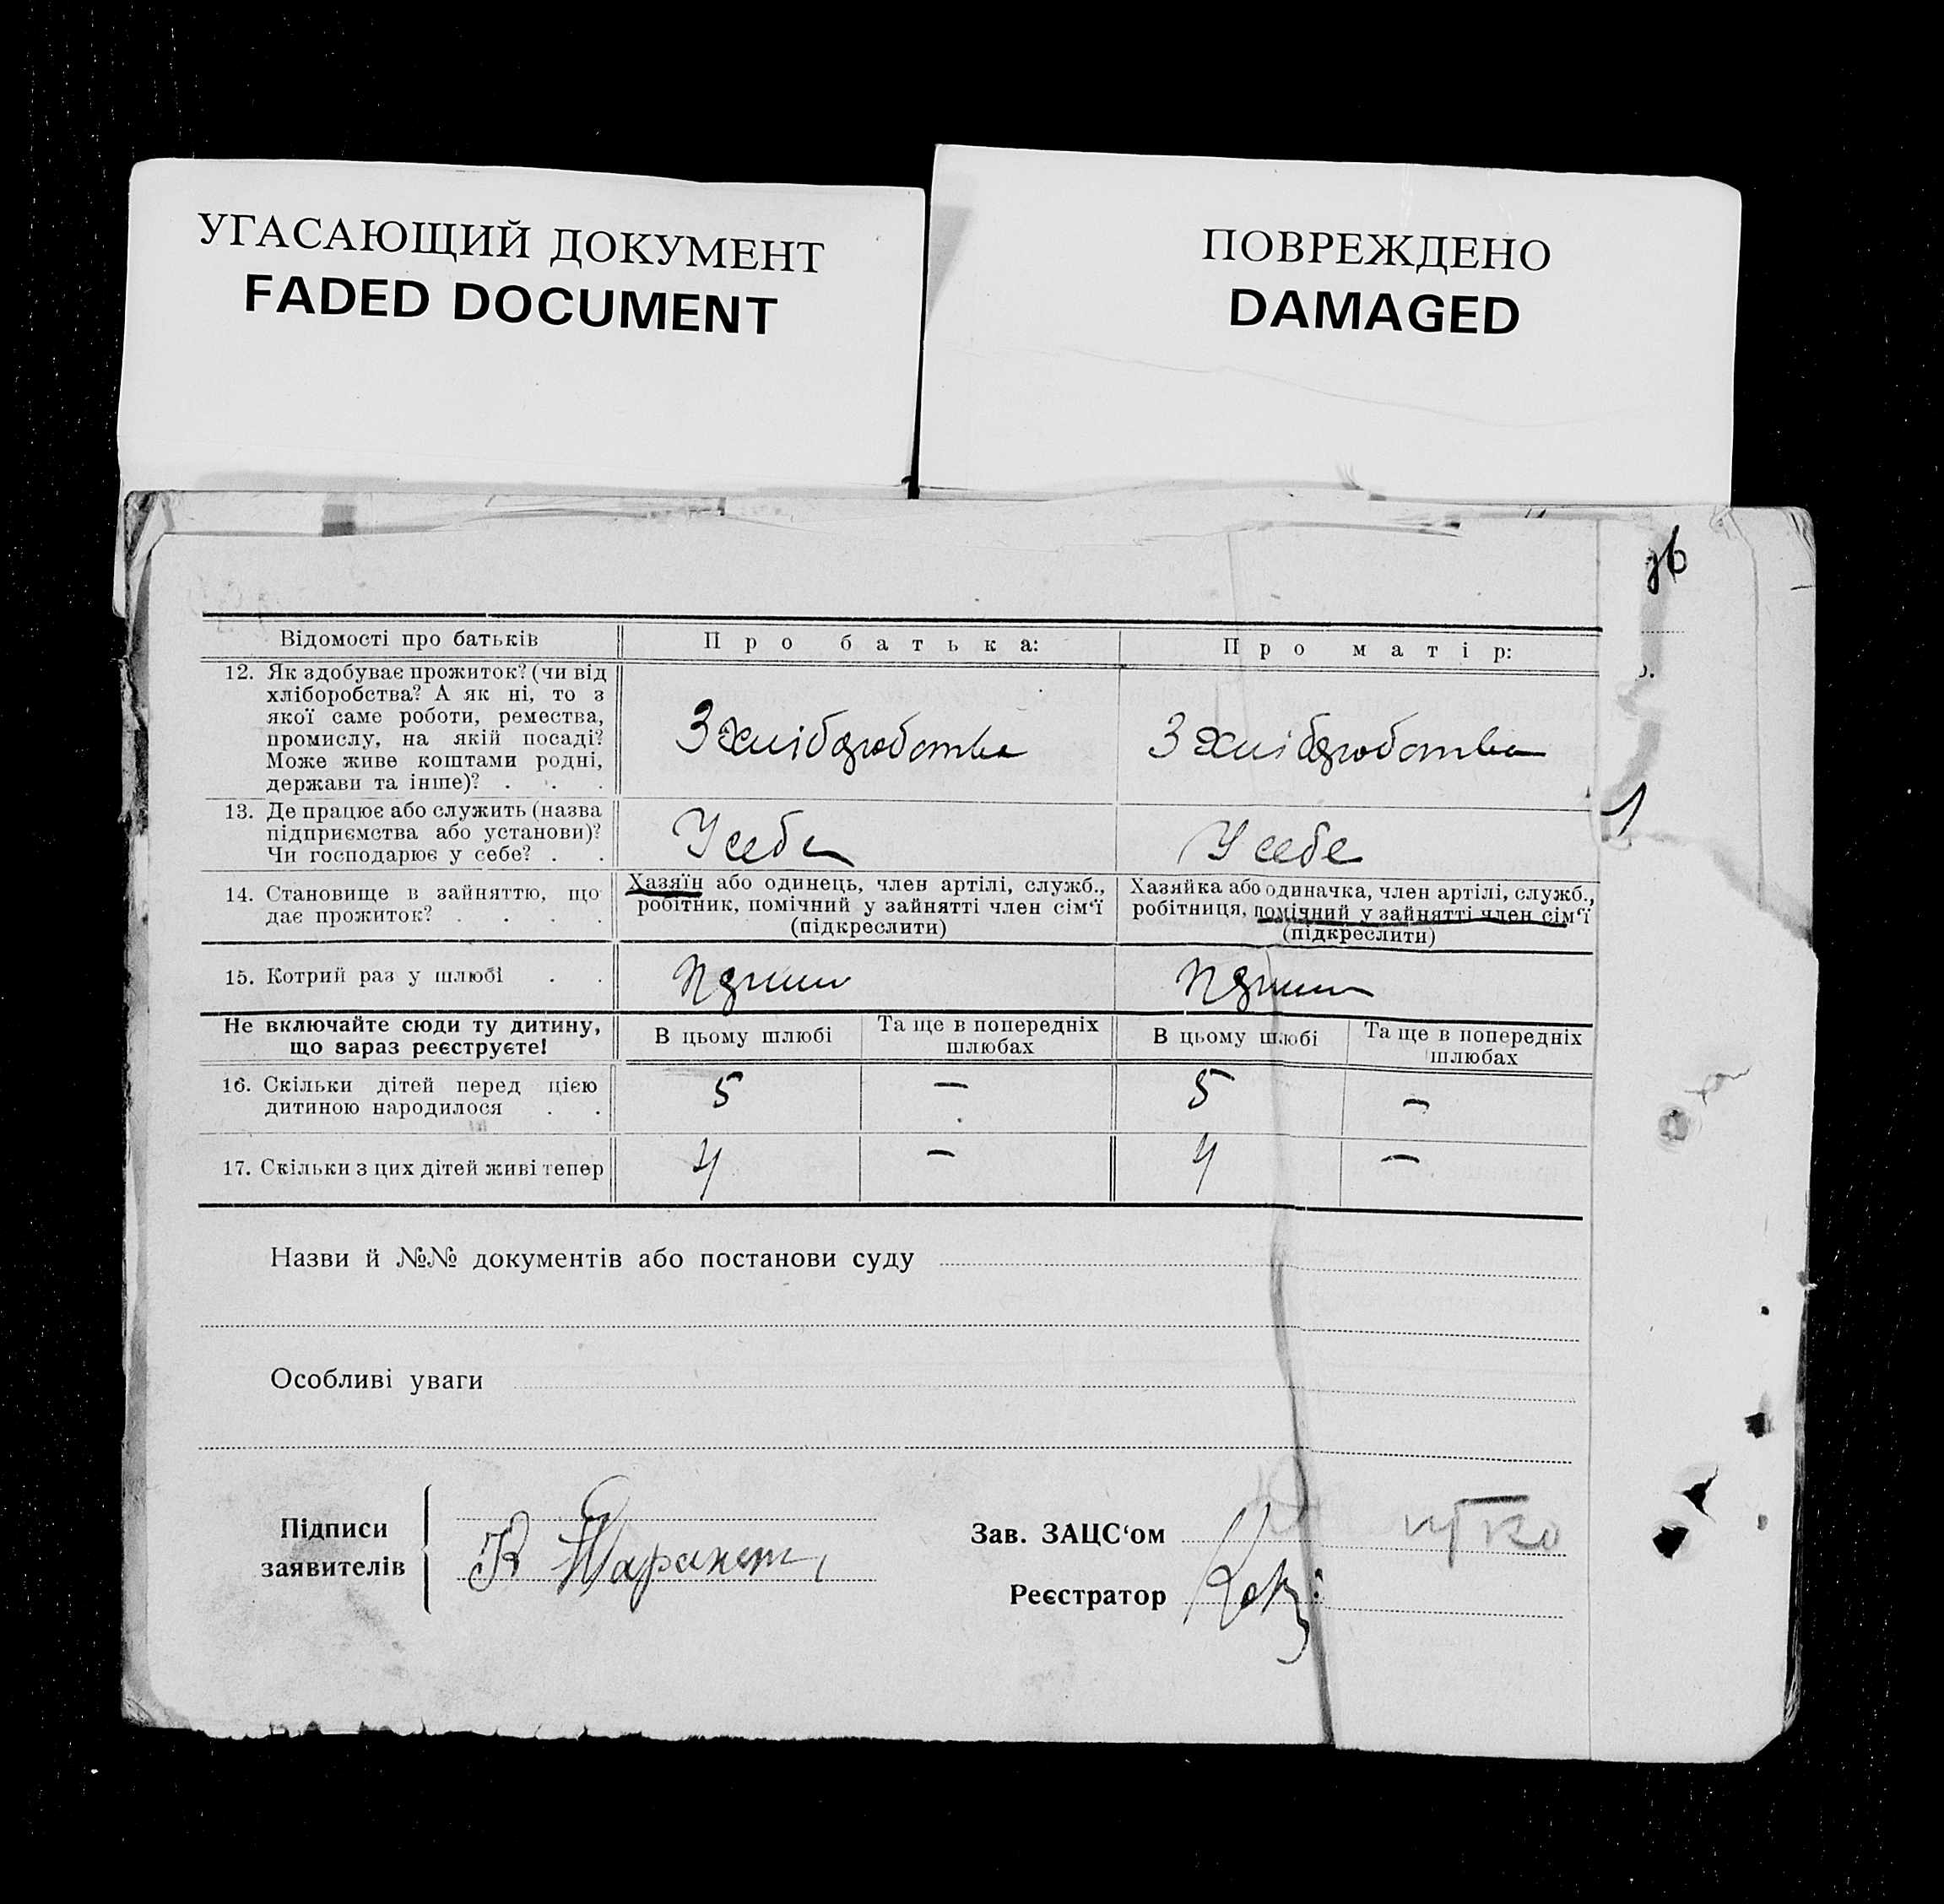 УГАСАЮЩИЙ ДОКУМЕНТ
FADED DOCUMENT
ПОВРЕЖДЕНО
DAMAGED
Відомості про батьків
Про батька:
Про матір:
12. Як здобуває прожиток? (чи від
хліборобства? А як ні, то з
якої саме роботи, ремества,
промислу, на якій посаді?
Може живе коштами родні,
держави та інше)? . . .
З хліборобства
З хліборобства
13. Де працює або служить (назва
підприємства або установи)?
Чи господарює у себе? . .
У себе
У себе
14. Становище в зайняттю, що
дає прожиток? . . . .
Хазяїн або одинець, член артілі, служб.,
робітник, помічний у зайнятті член сім‘ї
(підкреслити)
Хазяйка або одиначка, член артілі, служб.,
робітниця, помічний у зайнятті член сім‘ї
(підкреслити)
15. Котрий раз у шлюбі . .
Не включайте сюди ту дитину,
що зараз реєструєте!
В цьому шлюбі
Та ще в попередніх
шлюбах
В цьому шлюбі
Та ще в попередніх
шлюбах
16. Скільки дітей перед цією
дитиною народилося . .
5
—
5
—
17. Скільки з цих дітей живі тепер
4
—
4
—
Назви й №№ документів або постанови суду
Особливі уваги
Підписи
заявителів
Зав. ЗАЦС‘ом
Реєстратор